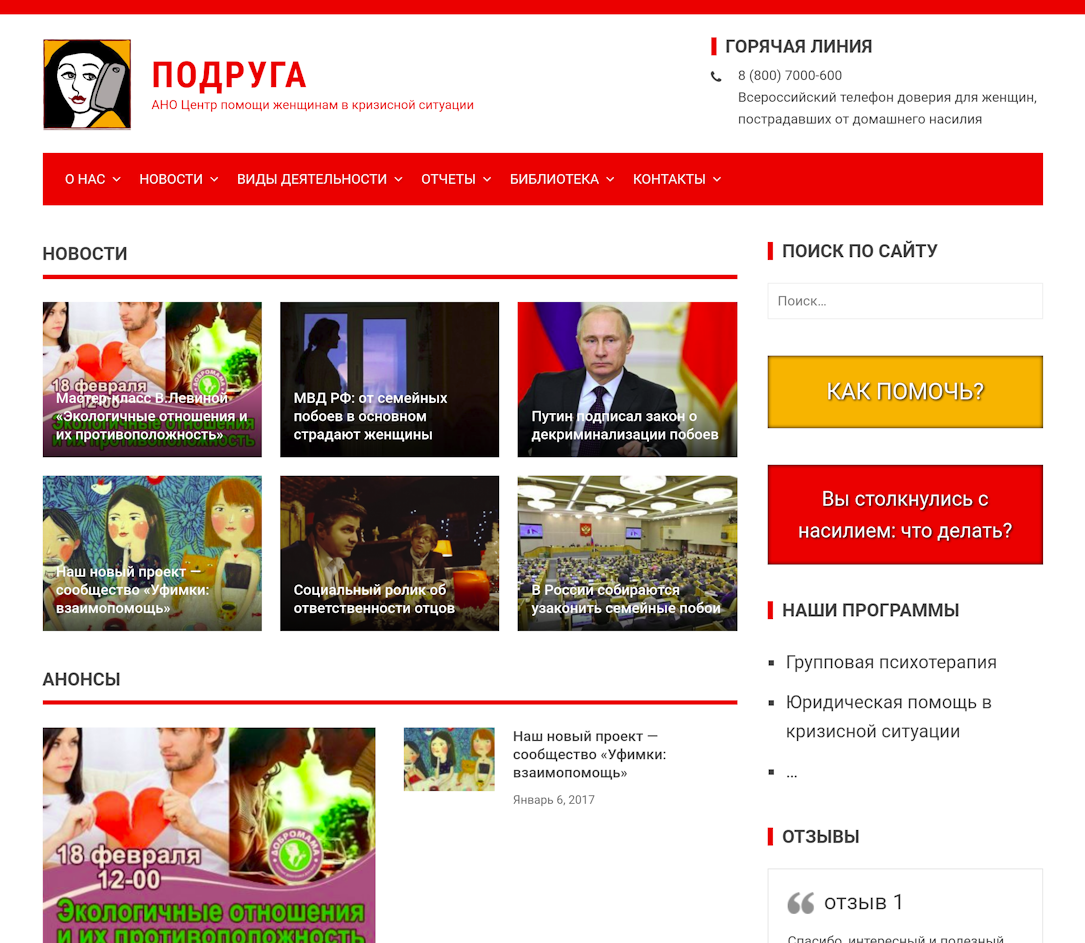 ПОДРУГА
АНО Центр помощи женщинам в кризисной ситуации
ГОРЯЧАЯ ЛИНИЯ
8 (800) 7000-600
Всероссийский телефон доверия для женщин,
пострадавших от домашнего насилия
О НАС НОВОСТИ ВИДЫ ДЕЯТЕЛЬНОСТИ ОТЧЕТЫ БИБЛИОТЕКА КОНТАКТЫ
НОВОСТИ
18 февраля
12-00
Экологичные отношения
и их противоположность
Мастер-класс В.Левиной
«Экологичные отношения и
их противоположность»
МВД РФ: от семейных
побоев в основном
страдают женщины
Путин подписал закон о
декриминализации побоев
Наш новый проект —
сообщество «Уфимки:
взаимопомощь»
Социальный ролик об
ответственности отцов
В России собираются
узаконить семейные побои
АНОНСЫ
ДОБРОМАМА
18 февраля
12-00
Экологичные отношения
и их противоположность
Наш новый проект —
сообщество «Уфимки:
взаимопомощь»
Январь 6, 2017
ПОИСК ПО САЙТУ
Поиск…
КАК ПОМОЧЬ?
Вы столкнулись с
насилием: что делать?
НАШИ ПРОГРАММЫ
Групповая психотерапия
Юридическая помощь в
кризисной ситуации
...
ОТЗЫВЫ
отзыв 1
Спасибо, интересный и полезный